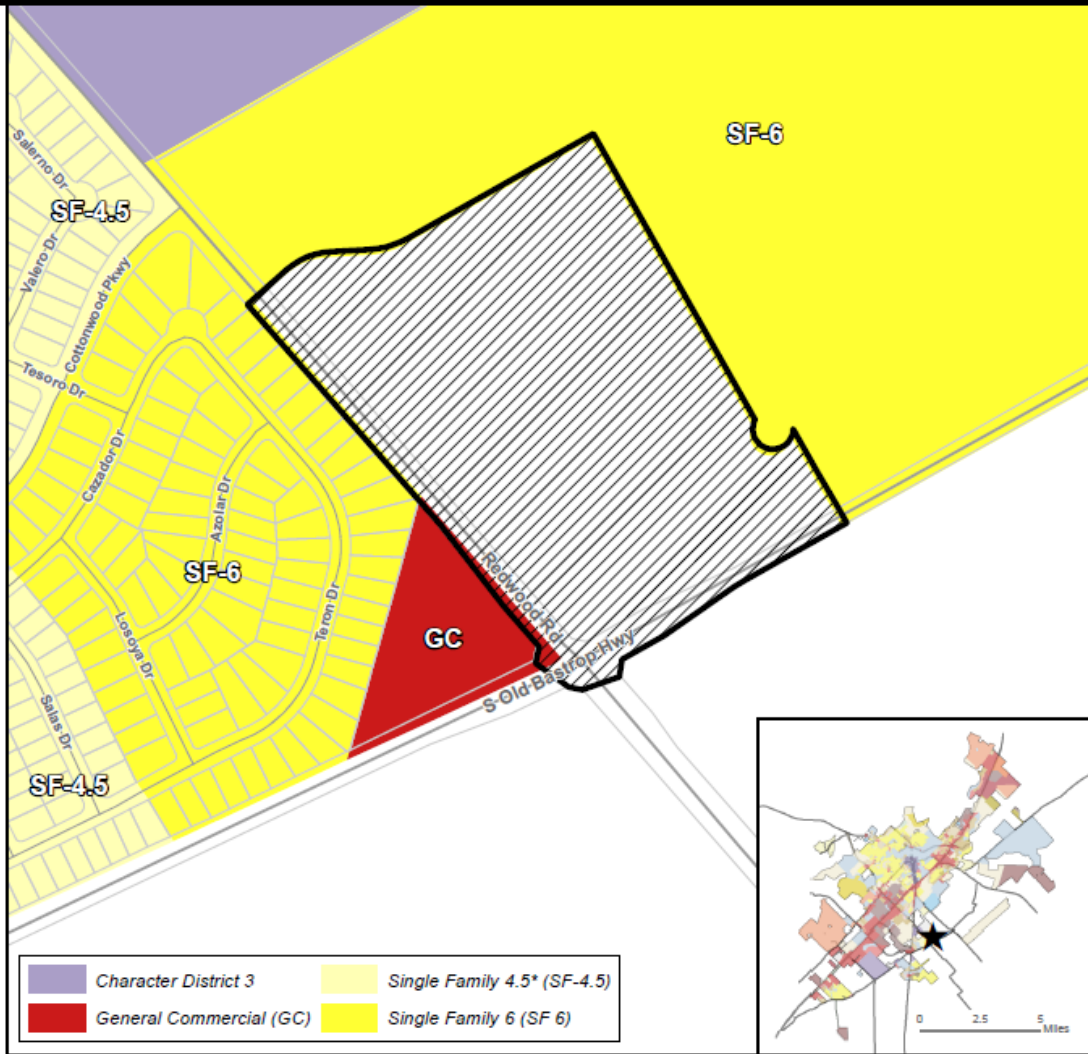 SF-6
Salerno Dr
SF-4.5
Valero Dr
Cottonwood Pkwy
Tesoro Dr
Cazador Dr
Azolar Dr
SF-6
Losoya Dr
Teron Dr
Redwood Rd
GC
S Old Bastrop Hwy
Salas Dr
SF-4.5
Character District 3
Single Family 4.5* (SF-4.5)
General Commercial (GC)
Single Family 6 (SF 6)
0 2.5 5
Miles